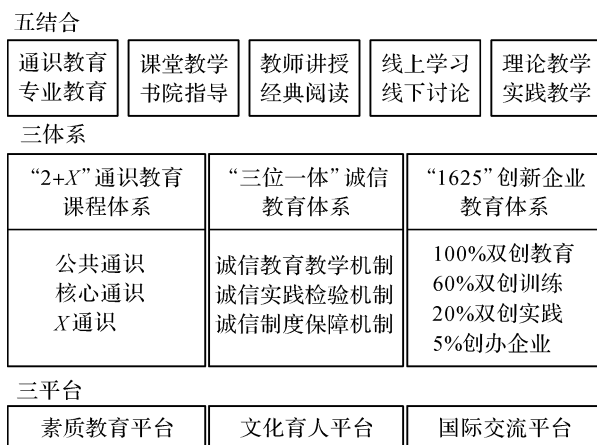 五结合
通识教育 课堂教学 教师讲授 线上学习 理论教学
专业教育 书院指导 经典阅读 线下讨论 实践教学
三体系
“2+X”通识教育 “三位一体”诚信 “1625”创新企业
课程体系 教育体系 教育体系
公共通识
核心通识
X通识
诚信教育教学机制
诚信实践检验机制
诚信制度保障机制
100%双创教育
60%双创训练
20%双创实践
5%创办企业
三平台
素质教育平台 文化育人平台 国际交流平台